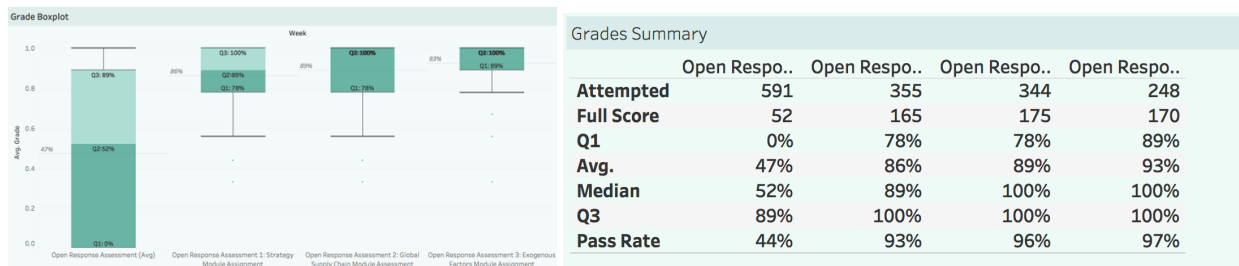 Grade Boxplot
Week
1.0
0.8
0.6
0.4
0.2
0.0
Avg. Grade
47%
Q3: 89%
Q2:52%
Q1: 0%
86%
Q3: 100%
Q2:89%
Q1: 78%
89%
Q1: 78%
Q1: 89%
Open Response Assessment (Avg)
Open Response Assessment 1: Strategy
Module Assignment
Open Response Assessment 2: Global
Supply Chain Module Assessment
Open Response Assessment 3: Exogenous
Factors Module Assignment
Grades Summary
Open Respo.. Open Respo.. Open Respo.. Open Respo..
Attempted 591 355 344 248
Full Score 52 165 175 170
Q1 0% 78% 78% 89%
Avg. 47% 86% 89% 93%
Median 52% 89% 100% 100%
Q3 89% 100% 100% 100%
Pass Rate 44% 93% 96% 97%